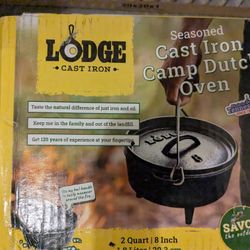 LODGE
CAST IRON
Seasoned
Cast Iron
Camp Dutch
Oven
Taste the natural difference of just iron and oil.
Keep me in the family and out of the landfill.
Get 125 years of experience at your fingertips.
2 Quart | 8 Inch
SAVOR